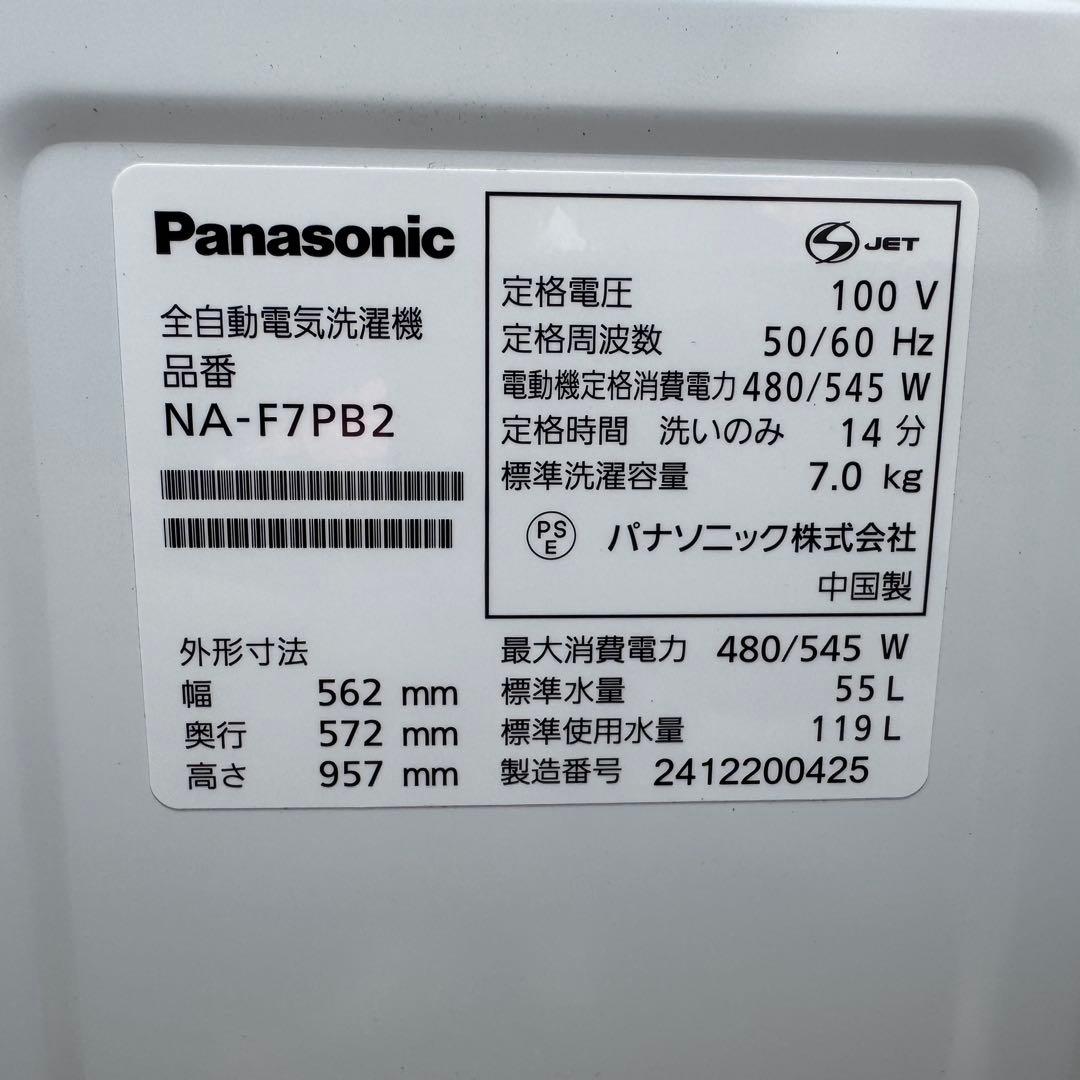 Panasonic
全自動電気洗濯機
品番
NA-F7PB2
S JET
定格電圧 100 V
定格周波数 50/60 Hz
電動機定格消費電力 480/545 W
定格時間 洗いのみ 14 分
標準洗濯容量 7.0 kg
PS
E
パナソニック株式会社
中国製
外形寸法
幅 562 mm
奥行 572 mm
高さ 957 mm
最大消費電力 480/545 W
標準水量 55 L
標準使用水量 119 L
製造番号 2412200425